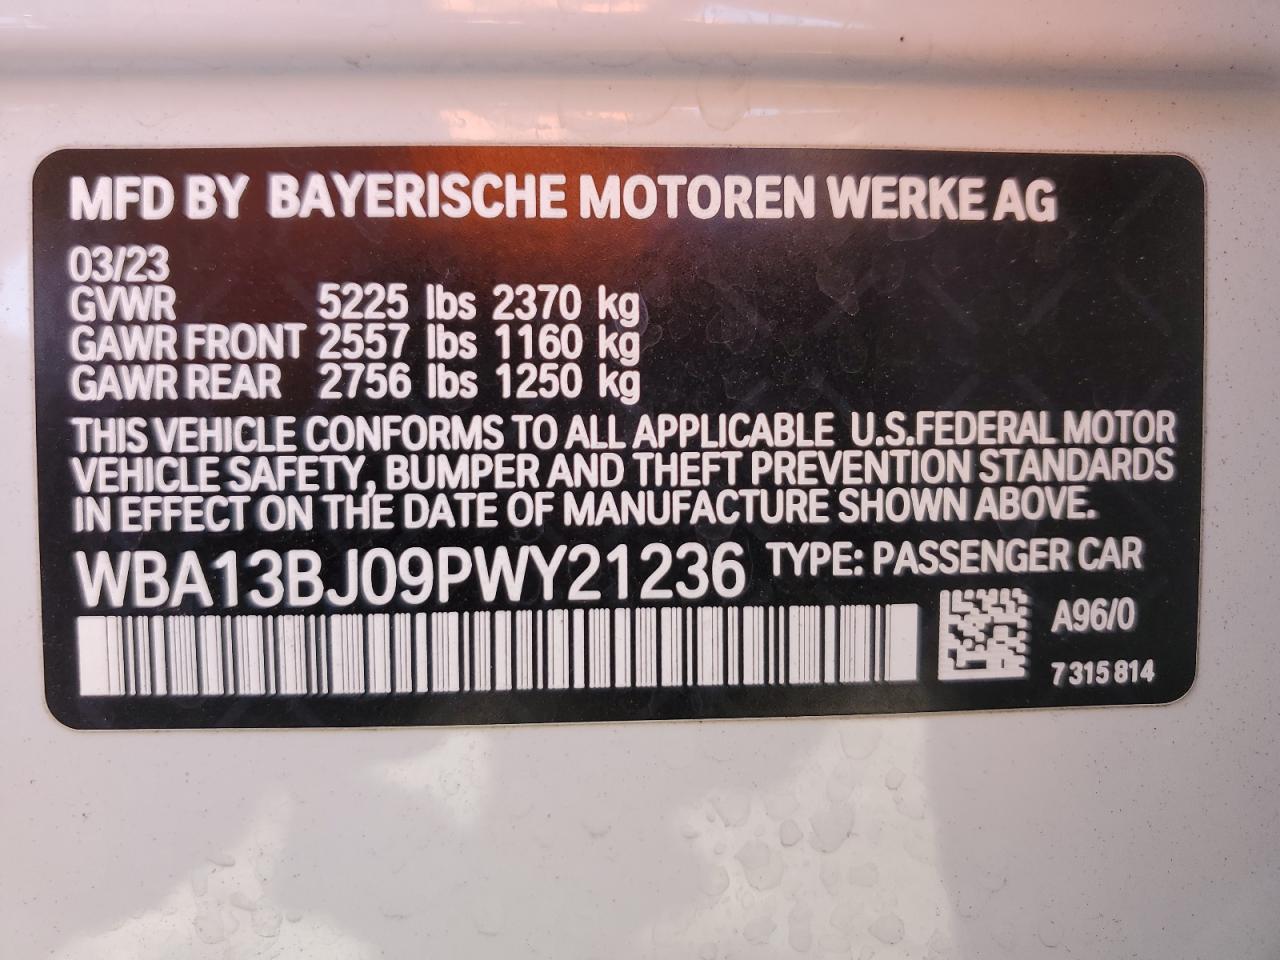 MFD BY BAYERISCHE MOTOREN WERKE AG
03/23
GVWR 5225 lbs 2370 kg
GAWR FRONT 2557 lbs 1160 kg
GAWR REAR 2756 lbs 1250 kg
THIS VEHICLE CONFORMS TO ALL APPLICABLE U.S.FEDERAL MOTOR
VEHICLE SAFETY, BUMPER AND THEFT PREVENTION STANDARDS
IN EFFECT ON THE DATE OF MANUFACTURE SHOWN ABOVE.
WBA13BJ09PWY21236 TYPE: PASSENGER CAR
A96/0
7 315 814